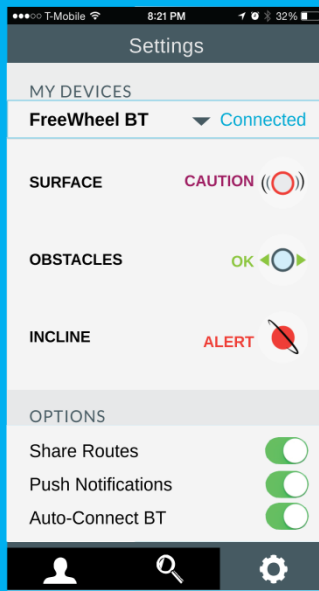 T-Mobile 8:21 PM 32%
Settings
MY DEVICES
FreeWheel BT Connected
SURFACE CAUTION
OBSTACLES OK
INCLINE ALERT
OPTIONS
Share Routes
Push Notifications
Auto-Connect BT